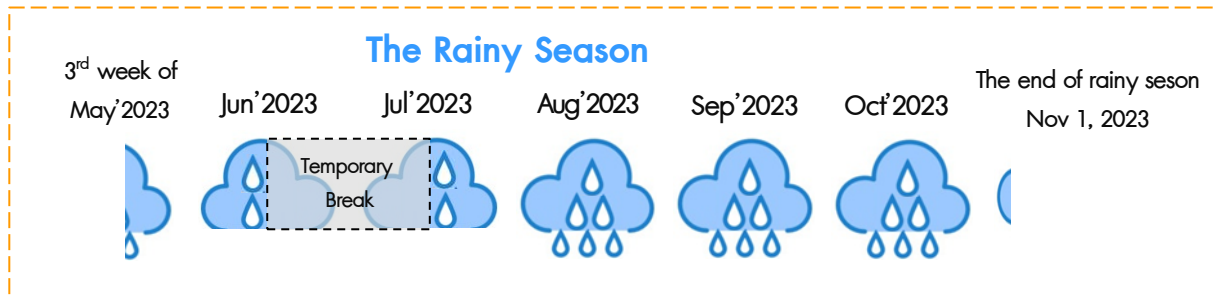 The Rainy Season
3rd week of
May'2023
Jun'2023
Jul'2023
Aug'2023
Sep'2023
Oct'2023
The end of rainy seson
Nov 1, 2023
Temporary
Break